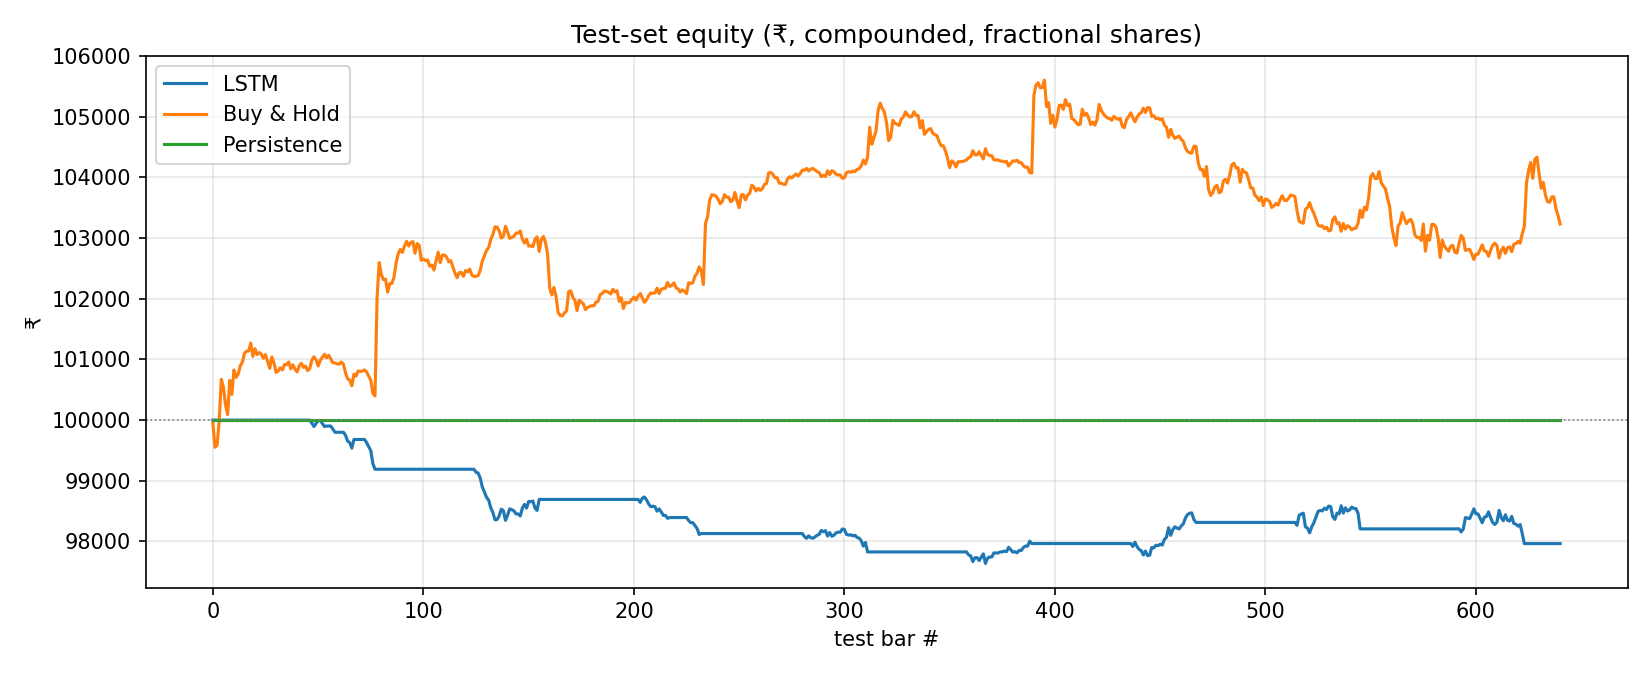 Test-set equity (₹, compounded, fractional shares)
106000
105000
104000
103000
102000
101000
100000
99000
98000
₹
LSTM
Buy & Hold
Persistence
0 100 200 300 400 500 600
test bar #